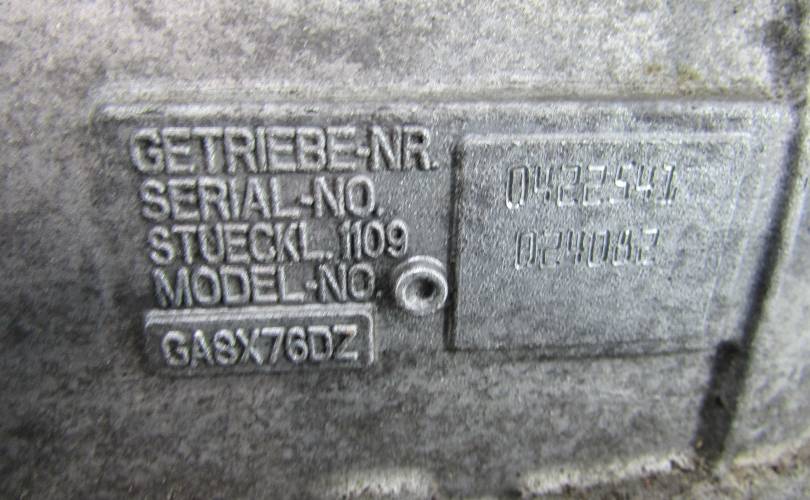 GETRIEBE-NR.
SERIAL-NO.
0422541
STUECKL. 1109
MODEL-NO.
024082
GA8X76DZ